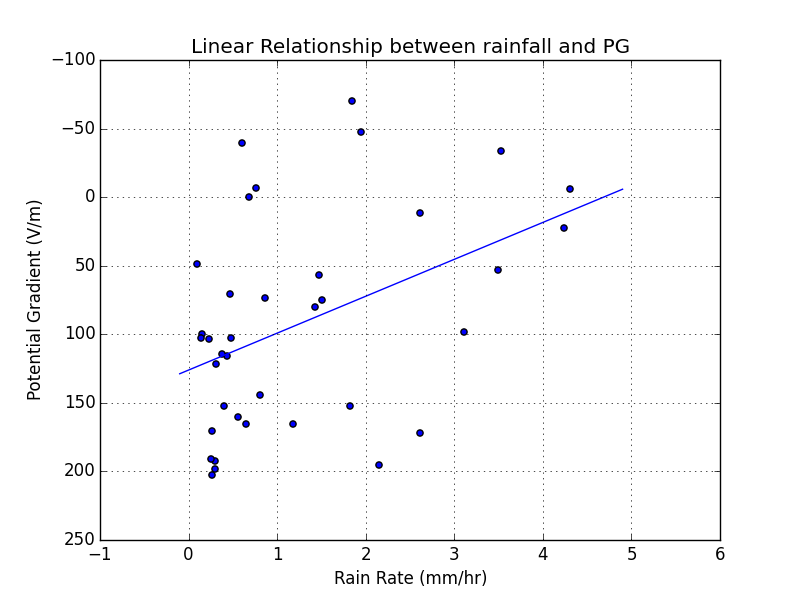 Linear Relationship between rainfall and PG
−100
−50
0
50
100
150
200
250
Potential Gradient (V/m)
−1 0 1 2 3 4 5 6
Rain Rate (mm/hr)